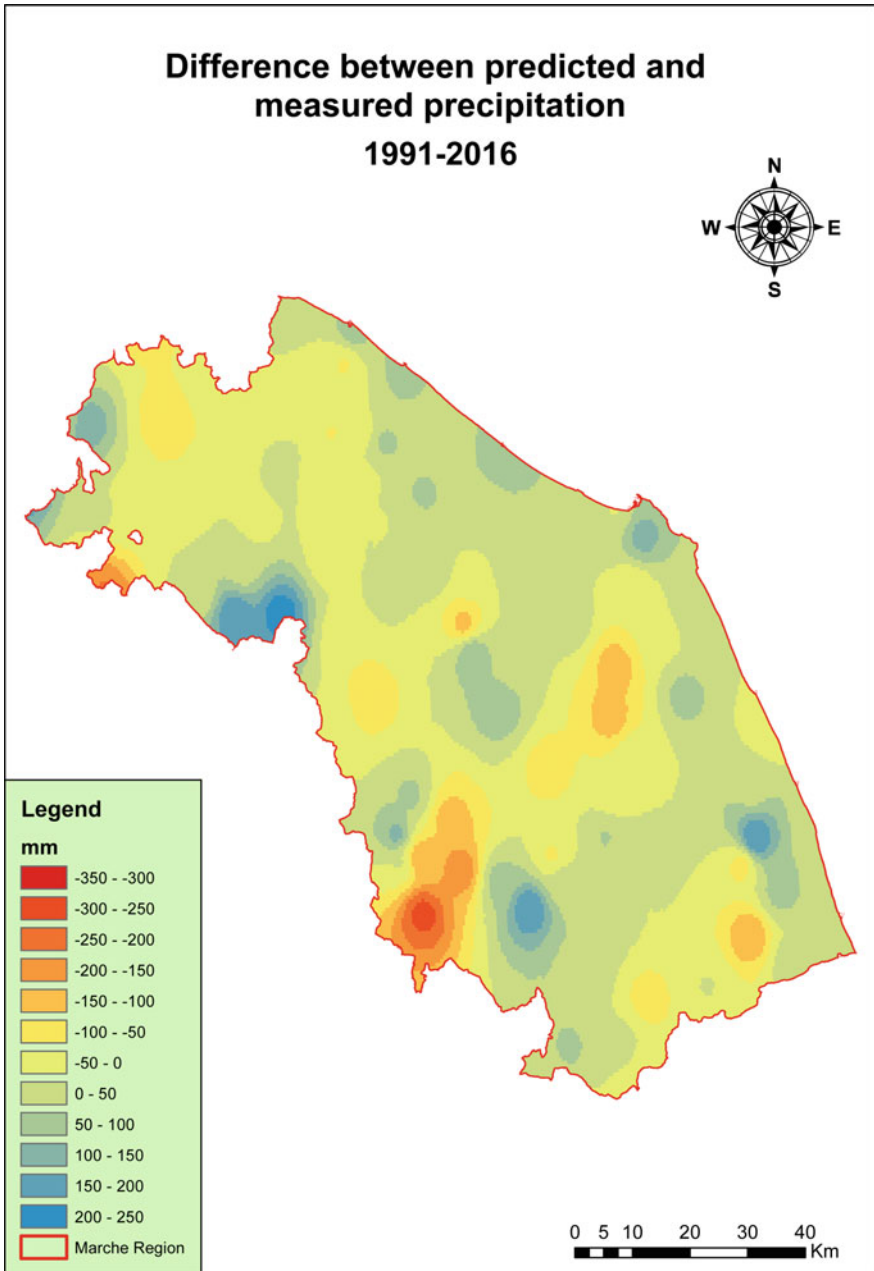 Difference between predicted and
measured precipitation
1991-2016
N
W E
S
Legend
mm
-350 - -300
-300 - -250
-250 - -200
-200 - -150
-150 - -100
-100 - -50
-50 - 0
0 - 50
50 - 100
100 - 150
150 - 200
200 - 250
Marche Region
0 5 10 20 30 40
Km